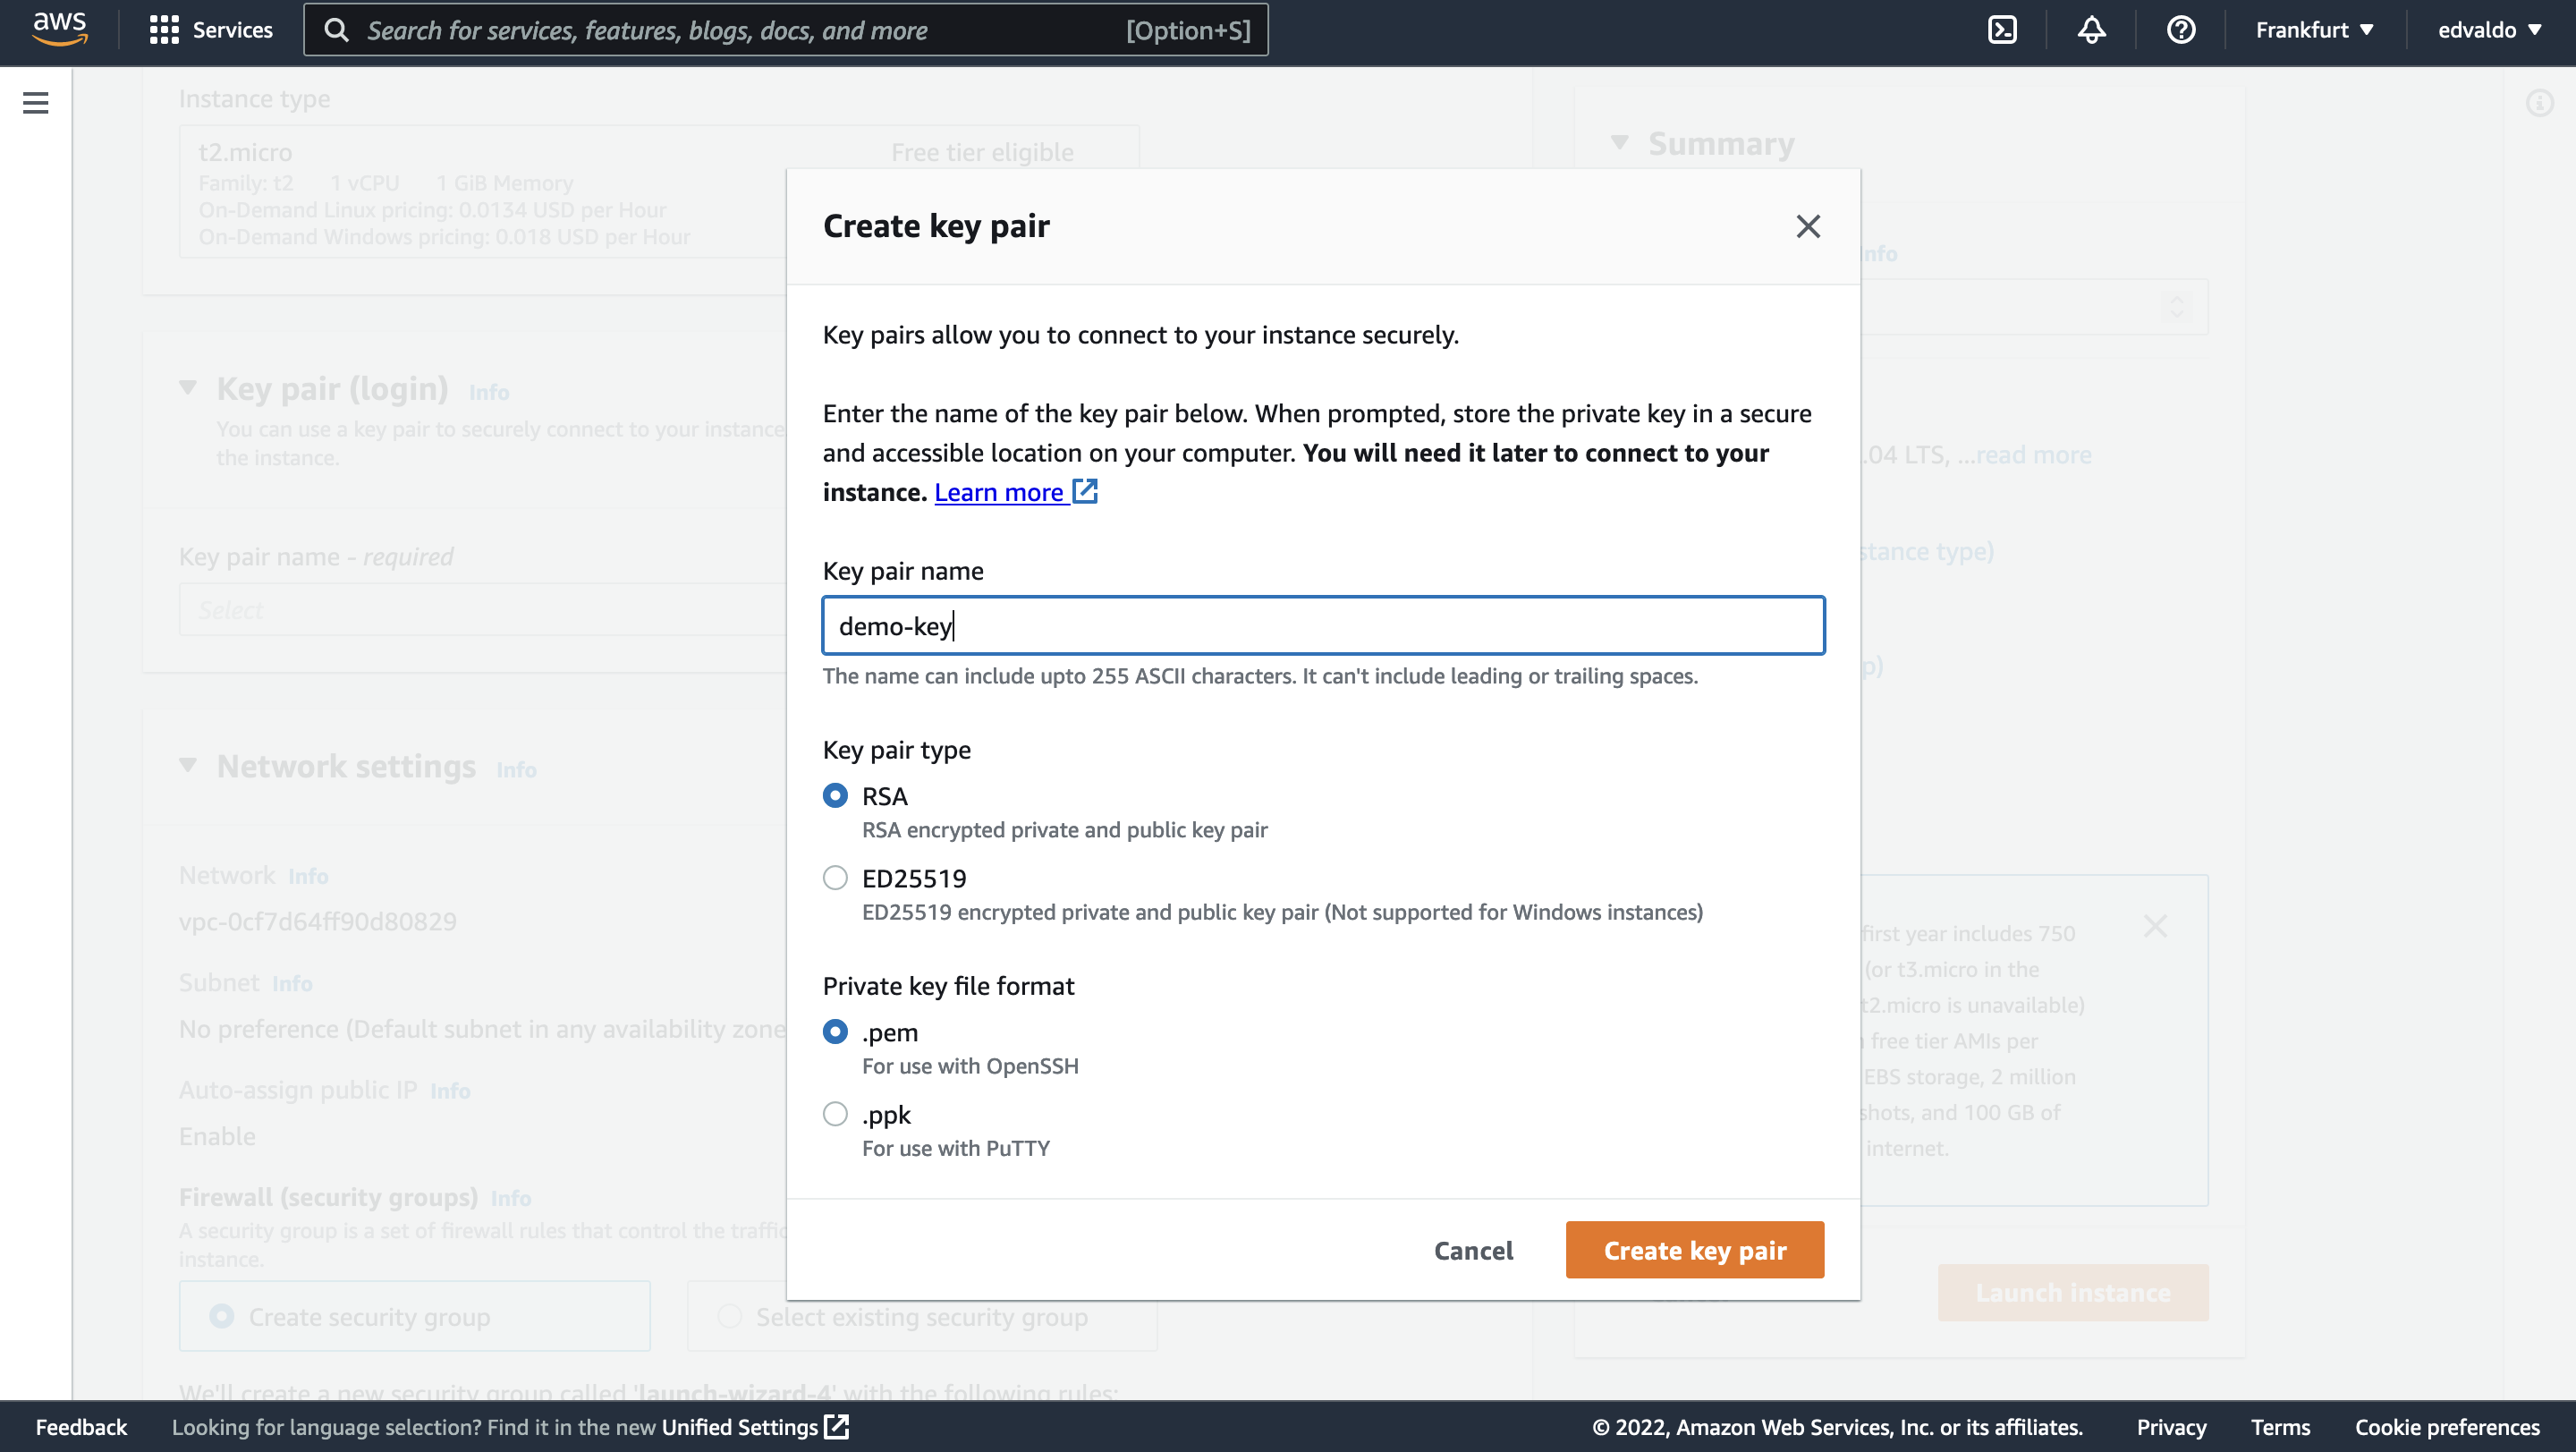 aws
Services
Search for services, features, blogs, docs, and more [Option+S]
Frankfurt
edvaldo
Instance type
t2.micro Free tier eligible
Family: t2 1 vCPU 1 GiB Memory
On-Demand Linux pricing: 0.0134 USD per Hour
On-Demand Windows pricing: 0.018 USD per Hour
Key pair (login) Info
You can use a key pair to securely connect to your instance
the instance.
Key pair name - required
Select
Network settings Info
Network Info
vpc-0cf7d64ff90d80829
Subnet Info
No preference (Default subnet in any availability zone
Auto-assign public IP Info
Enable
Firewall (security groups) Info
A security group is a set of firewall rules that control the traffic
instance.
Create security group
Select existing security group
We'll create a new security group called 'launch-wizard-4' with the following rules:
Create key pair
Key pairs allow you to connect to your instance securely.
Enter the name of the key pair below. When prompted, store the private key in a secure
and accessible location on your computer. You will need it later to connect to your
instance. Learn more
Key pair name
demo-key
The name can include upto 255 ASCII characters. It can't include leading or trailing spaces.
Key pair type
RSA
RSA encrypted private and public key pair
ED25519
ED25519 encrypted private and public key pair (Not supported for Windows instances)
Private key file format
.pem
For use with OpenSSH
.ppk
For use with PuTTY
Cancel
Create key pair
Summary
Info
.04 LTS, ...read more
stance type)
p)
first year includes 750
(or t3.micro in the
t2.micro is unavailable)
free tier AMIs per
EBS storage, 2 million
shots, and 100 GB of
internet.
Launch instance
Feedback
Looking for language selection? Find it in the new Unified Settings
© 2022, Amazon Web Services, Inc. or its affiliates.
Privacy
Terms
Cookie preferences